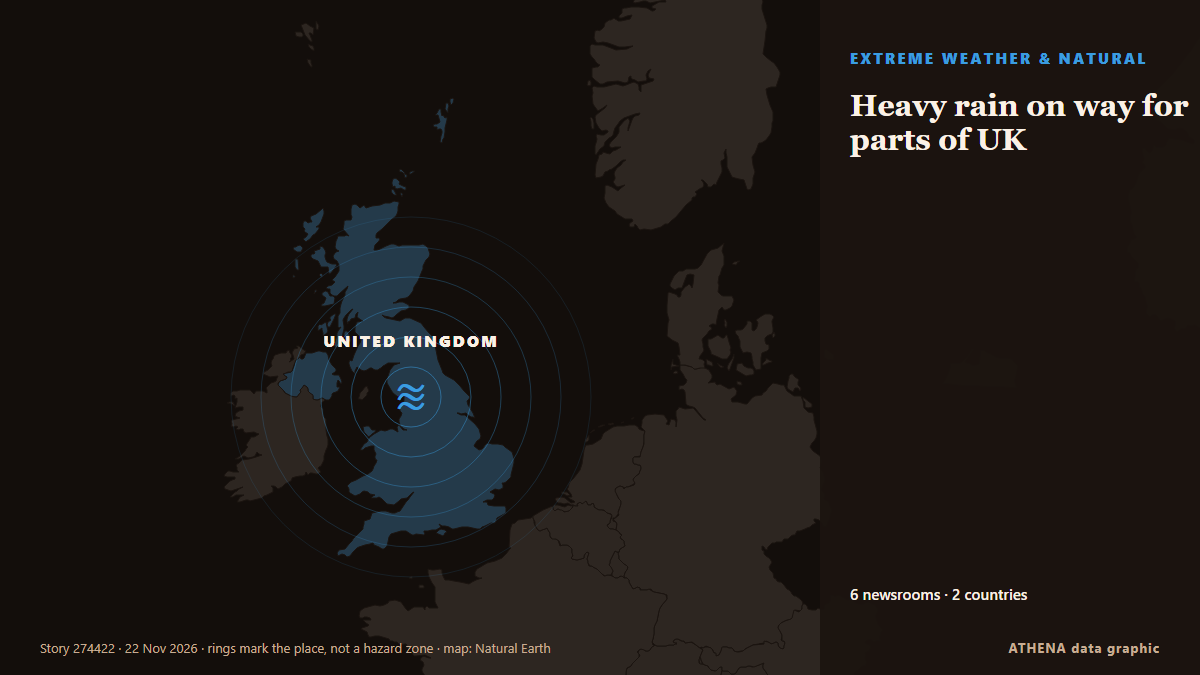 EXTREME WEATHER & NATURAL
Heavy rain on way for
parts of UK
UNITED KINGDOM
6 newsrooms · 2 countries
Story 274422 · 22 Nov 2026 · rings mark the place, not a hazard zone · map: Natural Earth
ATHENA data graphic